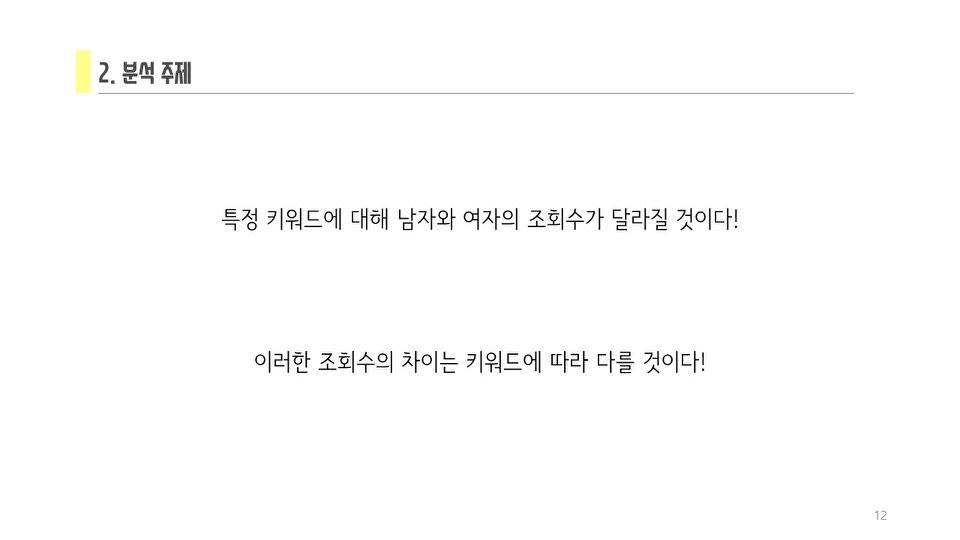 2. 분석 주제
특정 키워드에 대해 남자와 여자의 조회수가 달라질 것이다!
이러한 조회수의 차이는 키워드에 따라 다를 것이다!
12